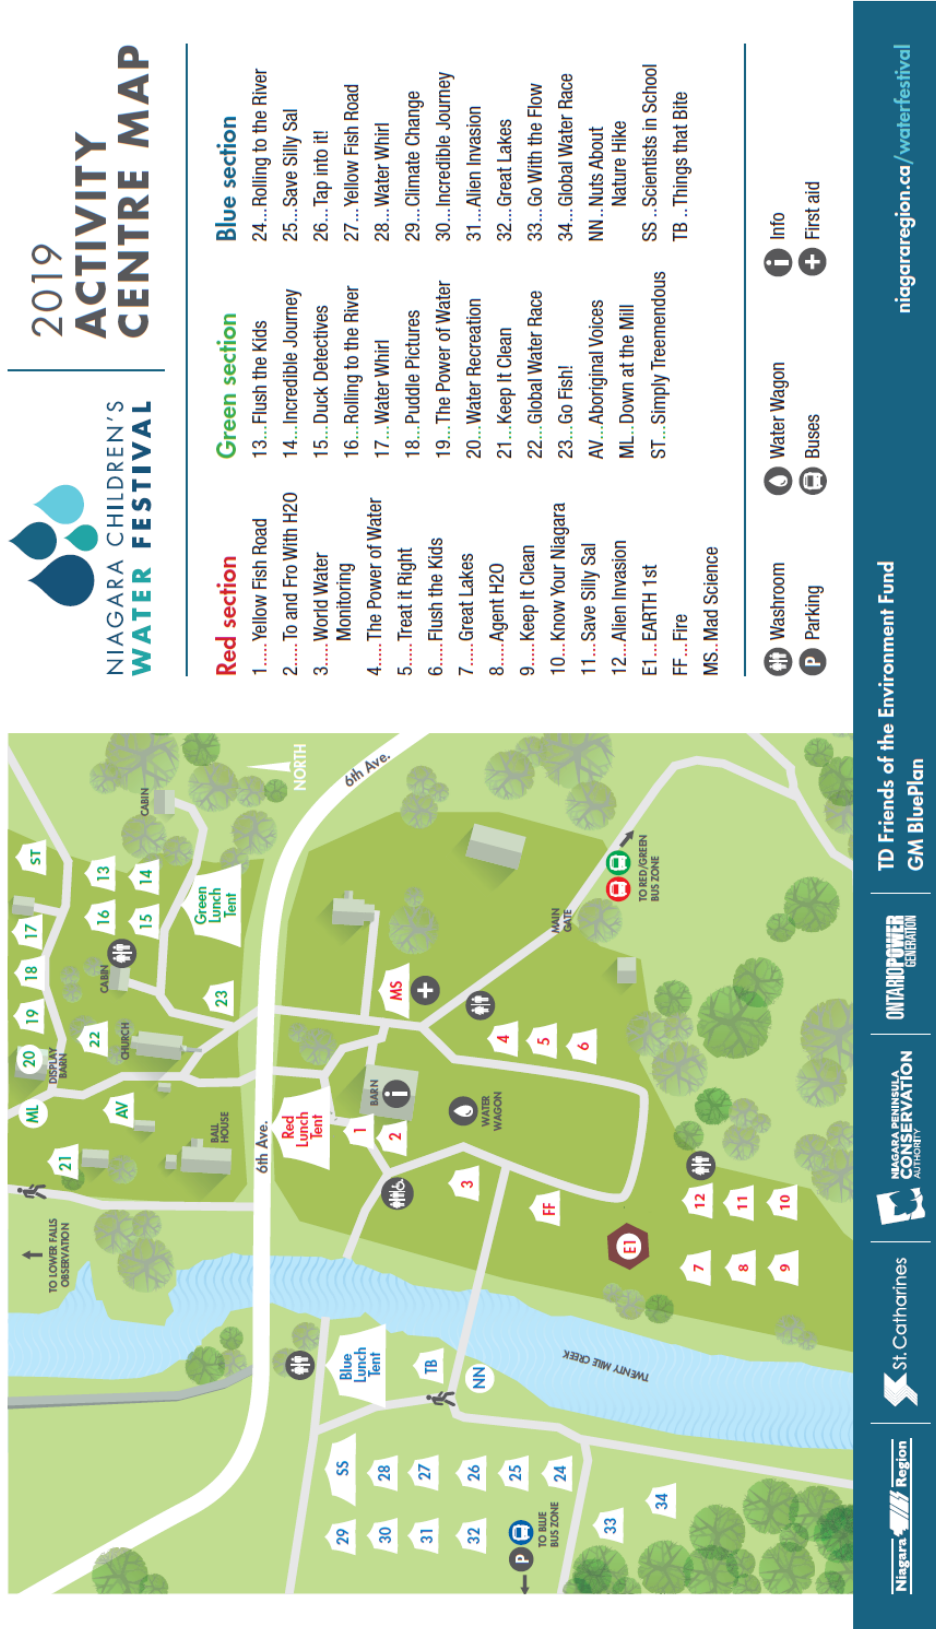 NIAGARA CHILDREN'S
WATER FESTIVAL
2019
ACTIVITY
CENTRE MAP
Red section
1..... Yellow Fish Road
2.... To and Fro With H2O
3.... World Water
Monitoring
4.... The Power of Water
5.... Treat it Right
6.... Flush the Kids
7.... Great Lakes
8.... Agent H2O
9.... Keep It Clean
10... Know Your Niagara
11... Save Silly Sal
12... Alien Invasion
E1... EARTH 1st
FF... Fire
MS.. Mad Science
Green section
13... Flush the Kids
14... Incredible Journey
15... Duck Detectives
16... Rolling to the River
17... Water Whirl
18... Puddle Pictures
19... The Power of Water
20... Water Recreation
21... Keep It Clean
22... Global Water Race
23... Go Fish!
AV... Aboriginal Voices
ML.. Down at the Mill
ST... Simply Treemendous
Blue section
24... Rolling to the River
25... Save Silly Sal
26... Tap into it!
27... Yellow Fish Road
28... Water Whirl
29... Climate Change
30... Incredible Journey
31... Alien Invasion
32... Great Lakes
33... Go With the Flow
34... Global Water Race
NN.. Nuts About
Nature Hike
SS .. Scientists in School
TB .. Things that Bite
Washroom
Water Wagon
i Info
P Parking
Buses
First aid
TO LOWER FALLS
OBSERVATION
21
ML
20
19
18
17
ST
DISPLAY
BARN
22
AV
CHURCH
CABIN
16
13
15
14
CABIN
BALL
HOUSE
23
Green
Lunch
Tent
NORTH
6th Ave.
6th Ave.
Red
Lunch
Tent
1
2
BARN
i
MS
WATER
WAGON
3
4
5
6
MAIN
GATE
TO RED/GREEN
BUS ZONE
FF
E1
7
12
8
11
9
10
TWENTY MILE CREEK
Blue
Lunch
Tent
TB
NN
SS
29
28
30
27
31
26
32
25
24
P
TO BLUE
BUS ZONE
33
34
Niagara Region
St. Catharines
NIAGARA PENINSULA
CONSERVATION
AUTHORITY
ONTARIOPOWER
GENERATION
TD Friends of the Environment Fund
GM BluePlan
niagararegion.ca/waterfestival